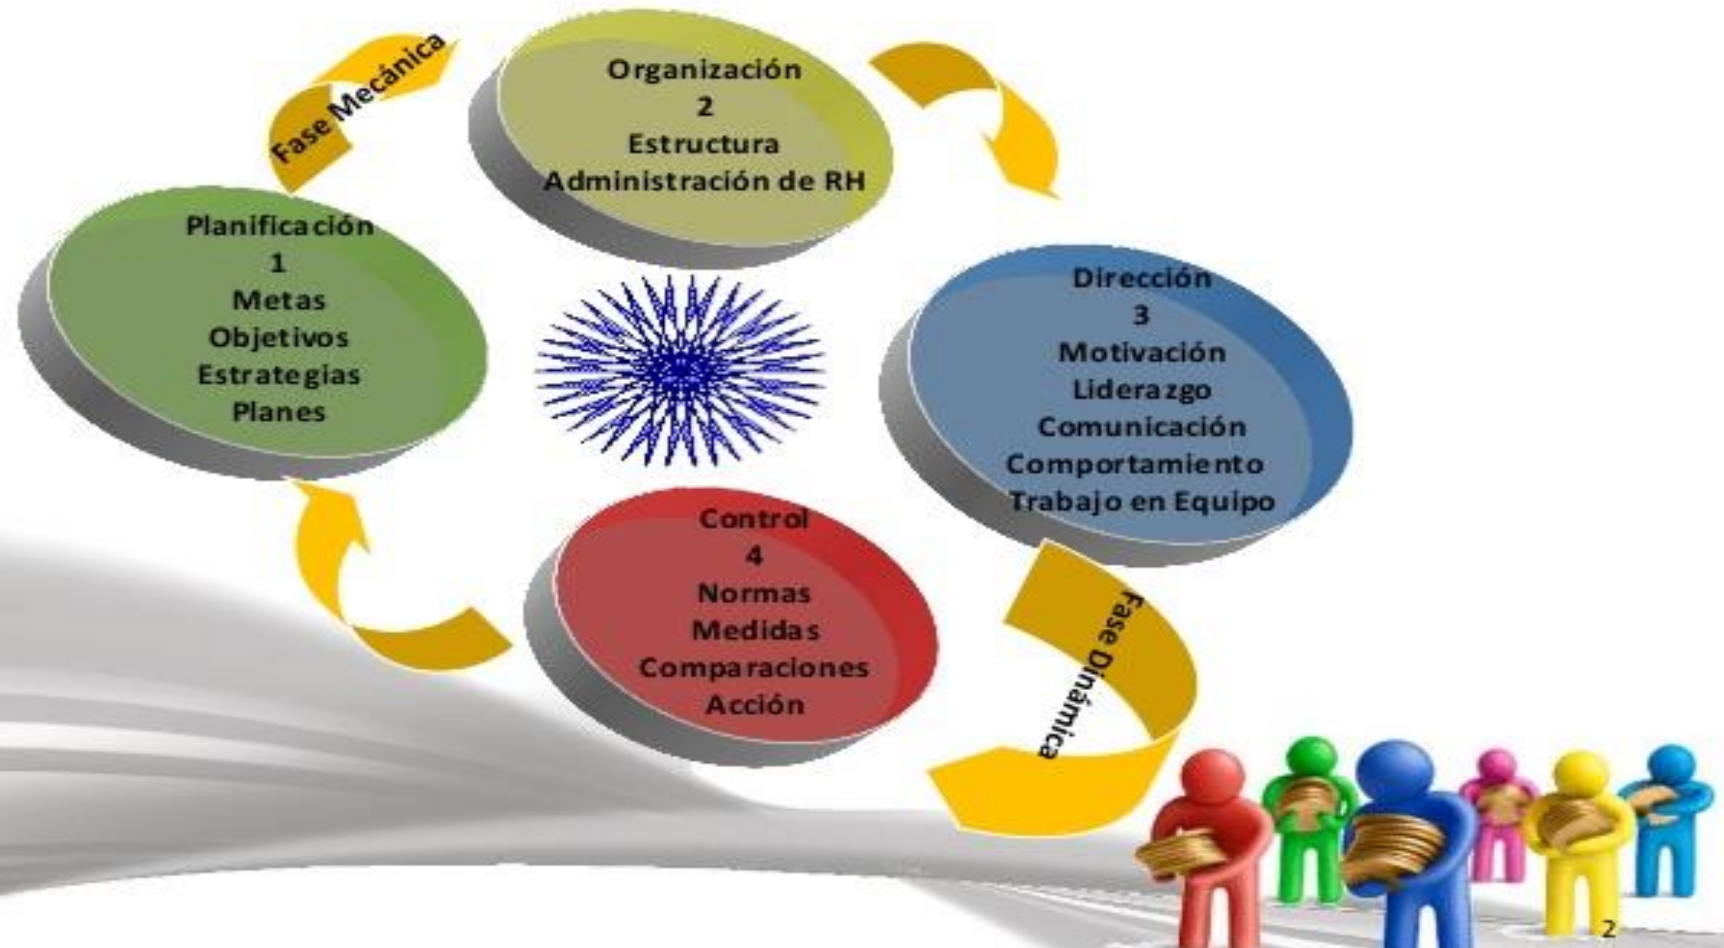 Fase Mecánica
Organización
2
Estructura
Administración de RH
Planificación
1
Metas
Objetivos
Estrategias
Planes
Dirección
3
Motivación
Liderazgo
Comunicación
Comportamiento
Trabajo en Equipo
Control
4
Normas
Medidas
Comparaciones
Acción
Fase Dinámica
2